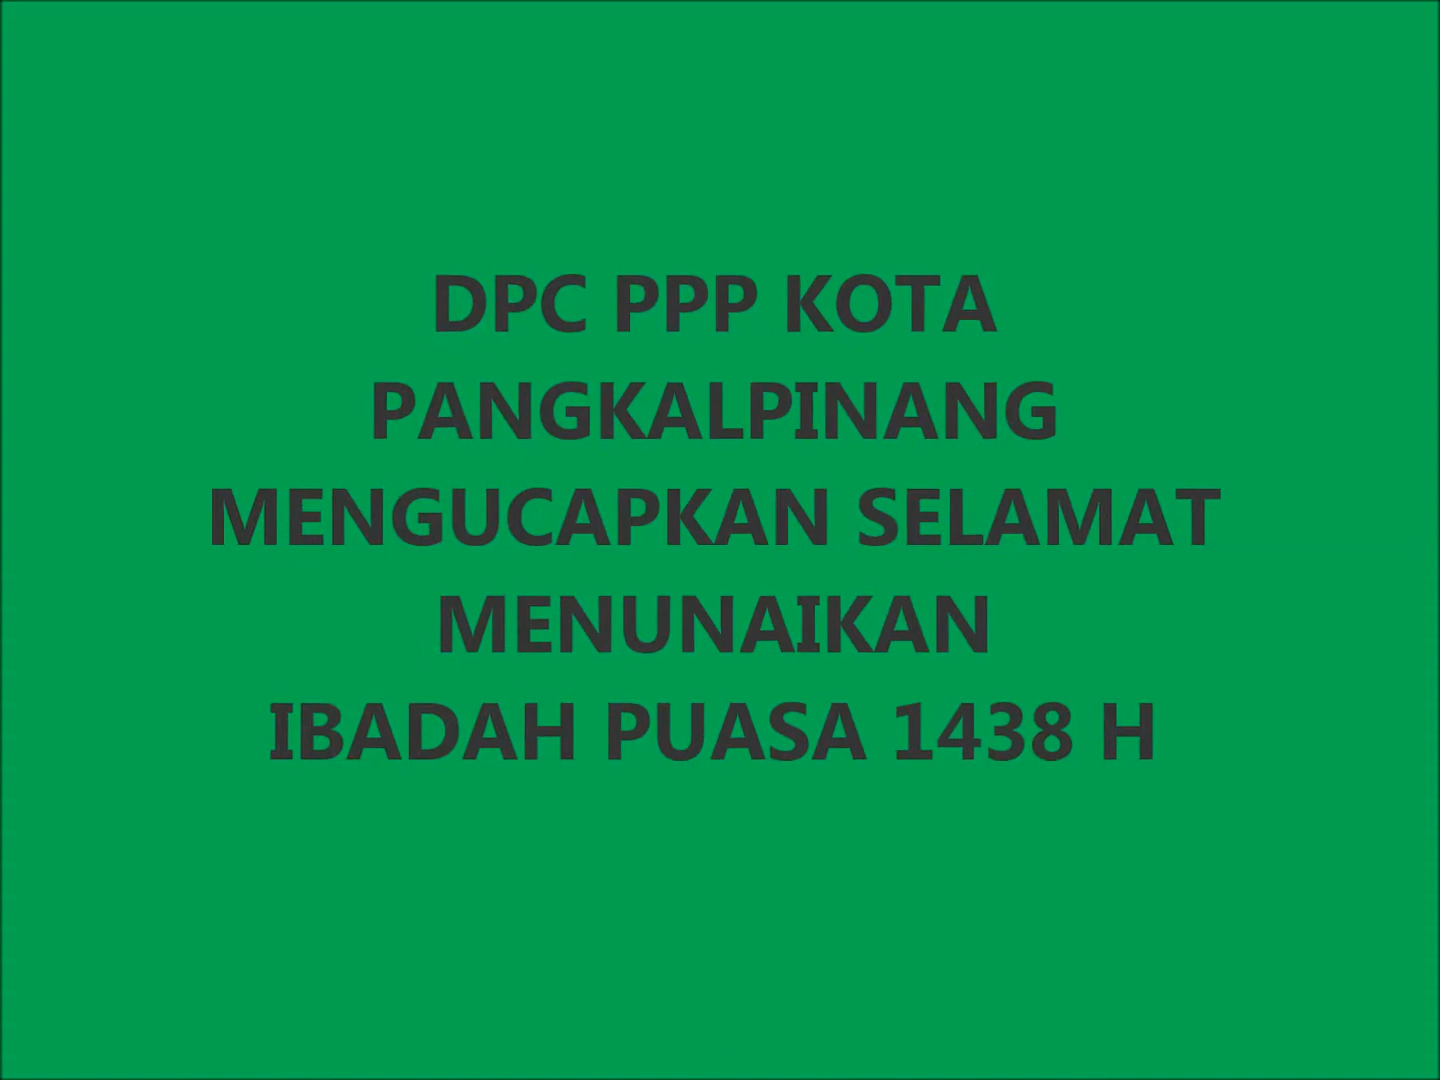 DPC PPP KOTA
PANGKALPINANG
MENGUCAPKAN SELAMAT
MENUNAIKAN
IBADAH PUASA 1438 H